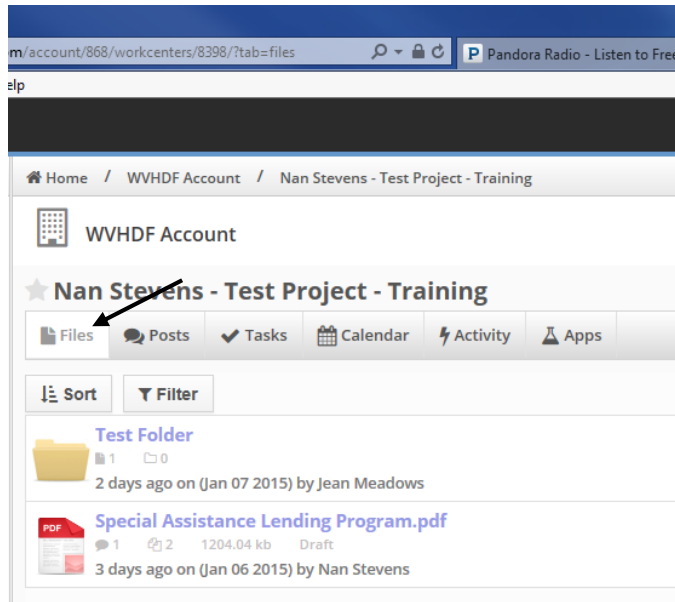 om/account/868/workcenters/8398/?tab=files P Pandora Radio - Listen to Free
elp
Home / WVHDF Account / Nan Stevens - Test Project - Training
WVHDF Account
Nan Stevens - Test Project - Training
Files Posts Tasks Calendar Activity Apps
Sort Filter
Test Folder
1 0
2 days ago on (Jan 07 2015) by Jean Meadows
PDF Special Assistance Lending Program.pdf
1 2 1204.04 kb Draft
3 days ago on (Jan 06 2015) by Nan Stevens